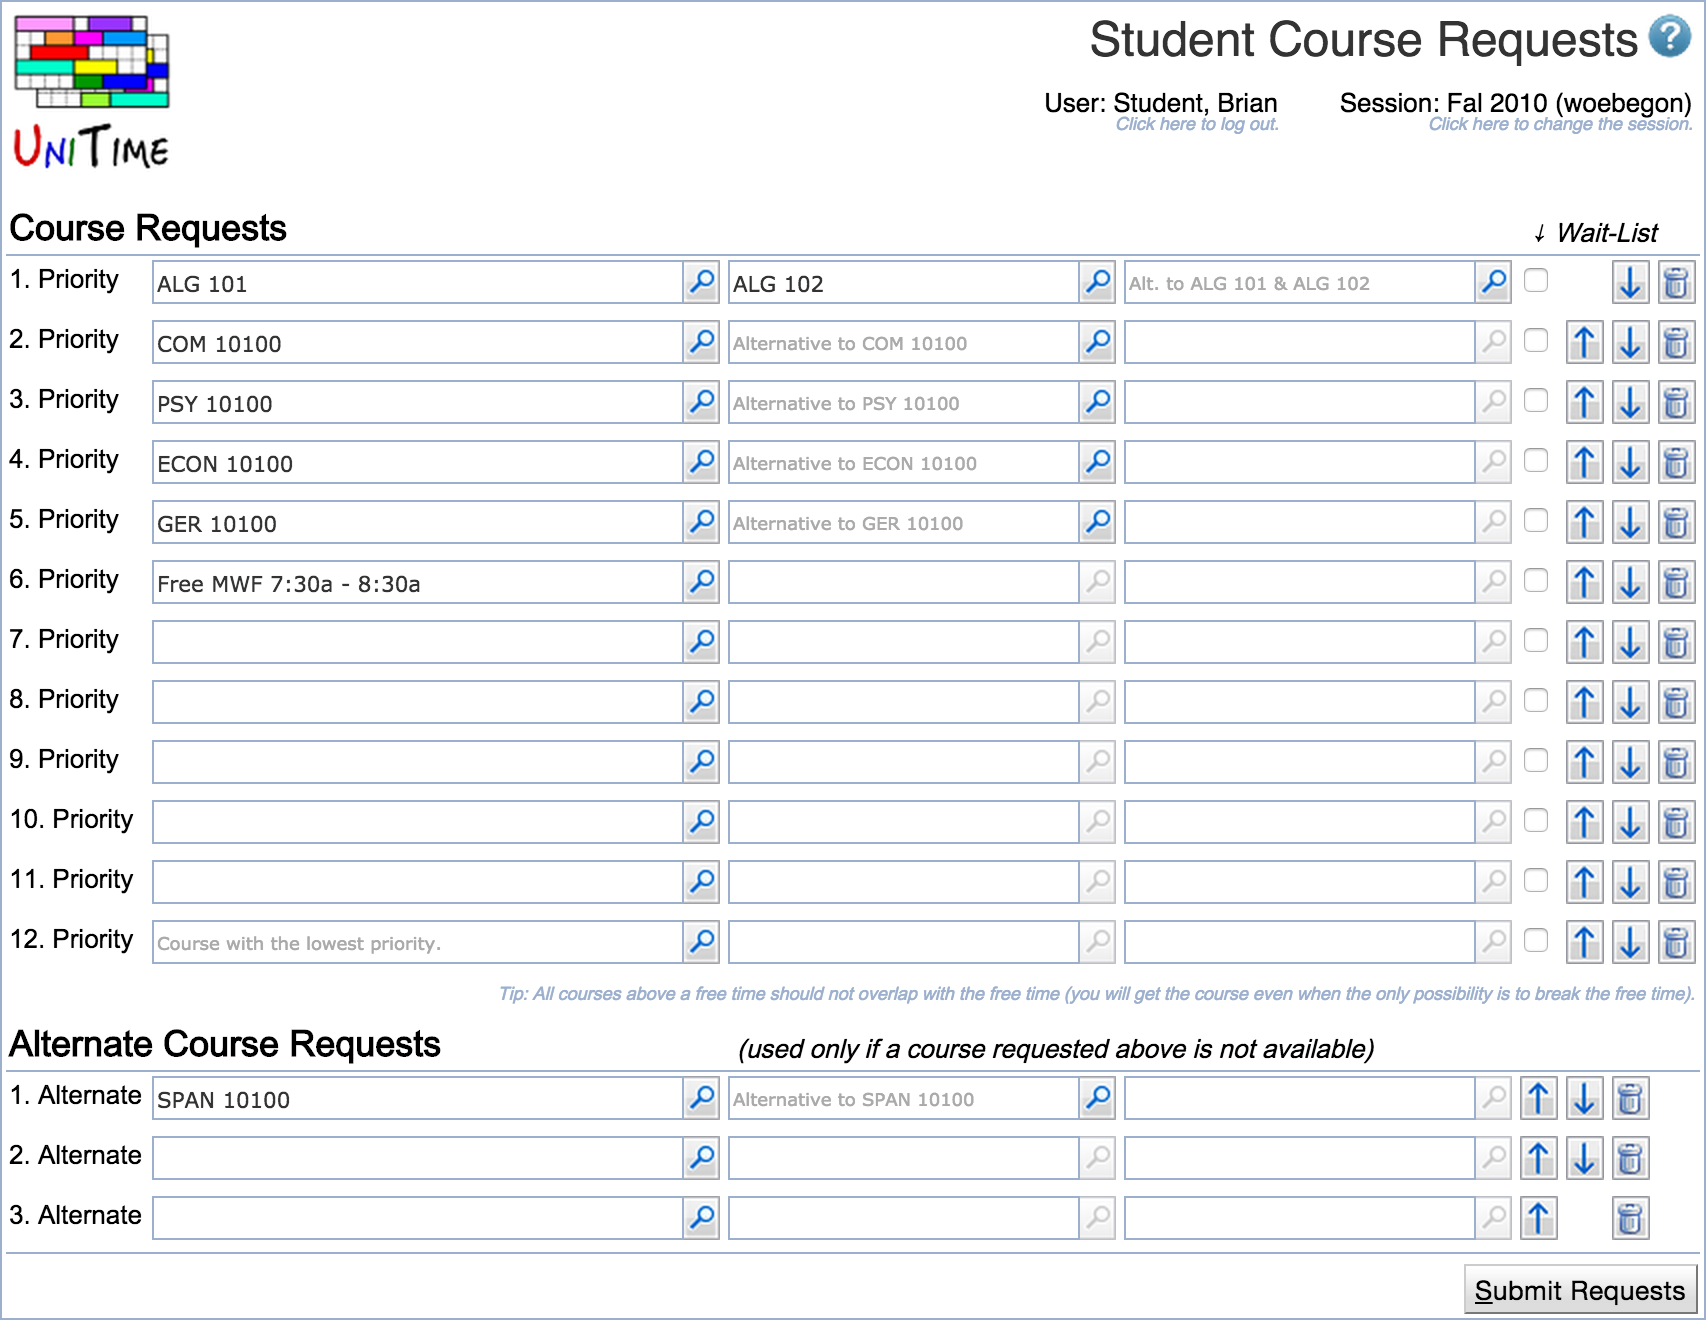 Student Course Requests ?
User: Student, Brian Session: Fal 2010 (woebegon)
Click here to log out. Click here to change the session.
UNITIME
Course Requests ↓ Wait-List
1. Priority ALG 101 ALG 102 Alt. to ALG 101 & ALG 102
2. Priority COM 10100 Alternative to COM 10100
3. Priority PSY 10100 Alternative to PSY 10100
4. Priority ECON 10100 Alternative to ECON 10100
5. Priority GER 10100 Alternative to GER 10100
6. Priority Free MWF 7:30a - 8:30a
7. Priority
8. Priority
9. Priority
10. Priority
11. Priority
12. Priority Course with the lowest priority.
Tip: All courses above a free time should not overlap with the free time (you will get the course even when the only possibility is to break the free time).
Alternate Course Requests (used only if a course requested above is not available)
1. Alternate SPAN 10100 Alternative to SPAN 10100
2. Alternate
3. Alternate
Submit Requests